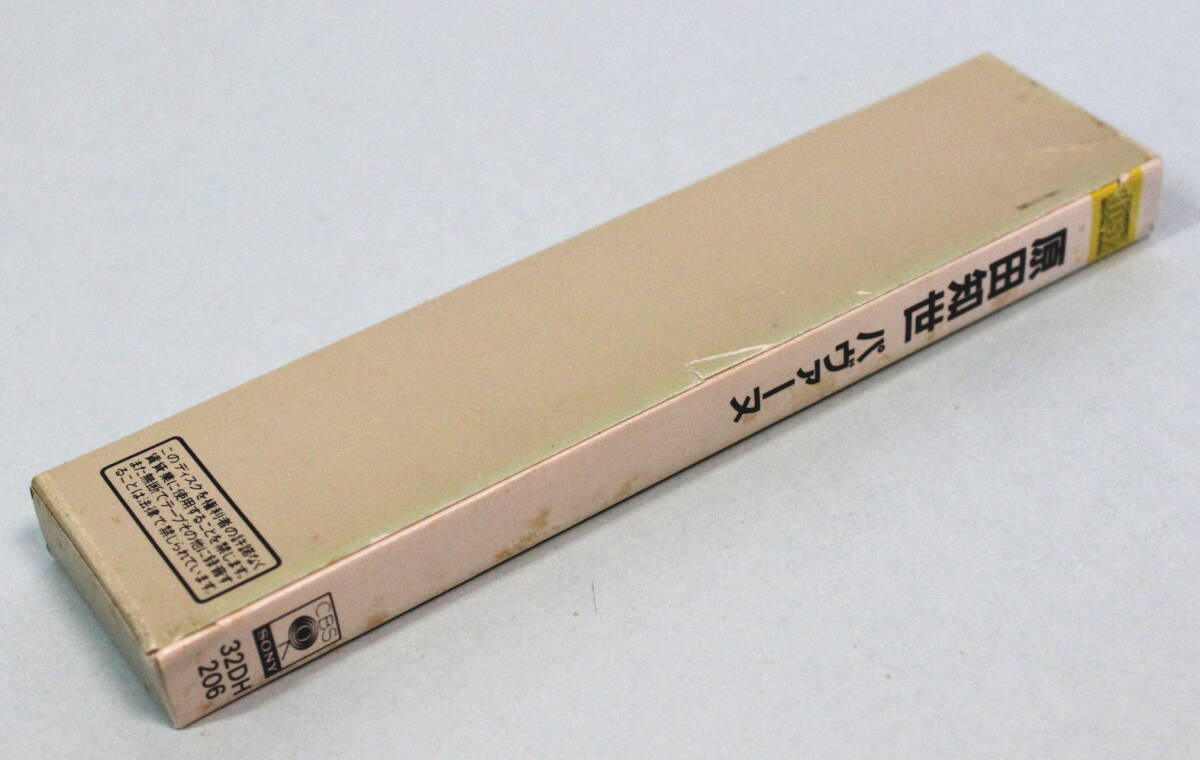 原田知世 パヴァーヌ
このディスクを権利者の許諾なく
賃貸業に使用することを禁じます。
また無断でテープその他に録音す
ることは法律で禁じられています。
CBS
SONY
32DH
206